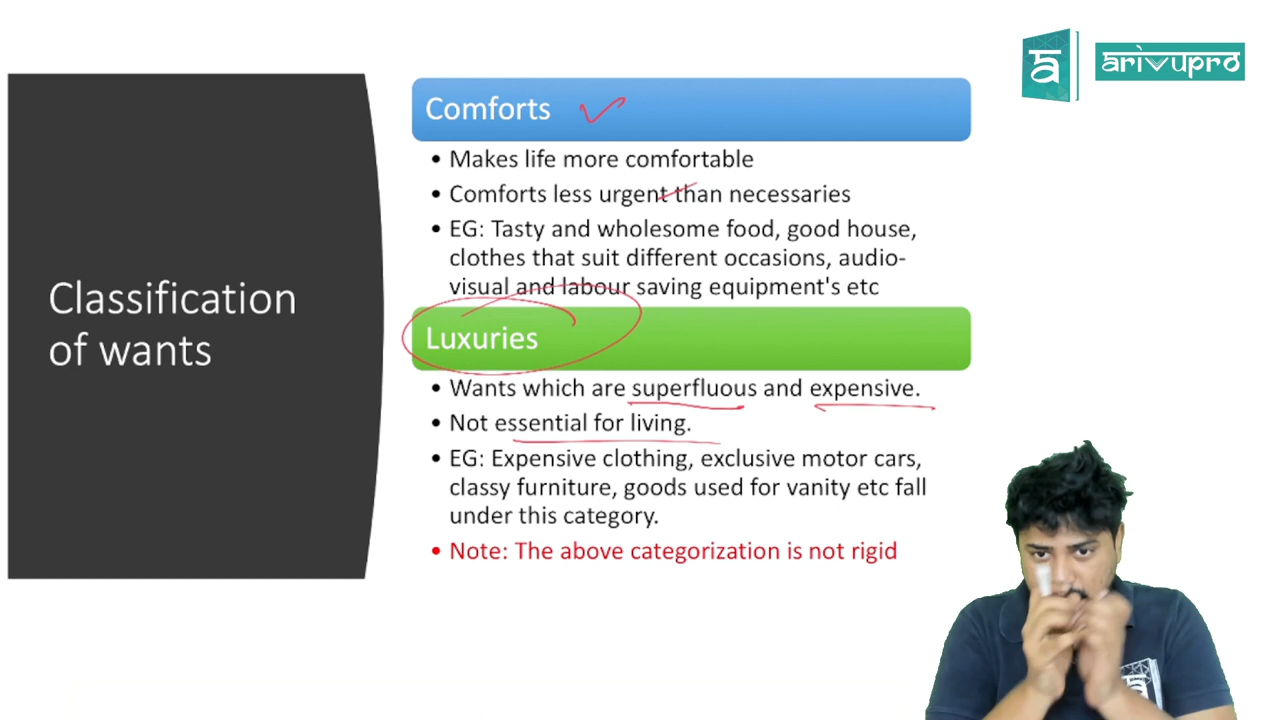 ā
arivupro
Comforts
• Makes life more comfortable
• Comforts less urgent than necessaries
• EG: Tasty and wholesome food, good house,
clothes that suit different occasions, audio-
visual and labour saving equipment's etc
Classification
of wants
Luxuries
• Wants which are superfluous and expensive.
• Not essential for living.
• EG: Expensive clothing, exclusive motor cars,
classy furniture, goods used for vanity etc fall
under this category.
• Note: The above categorization is not rigid